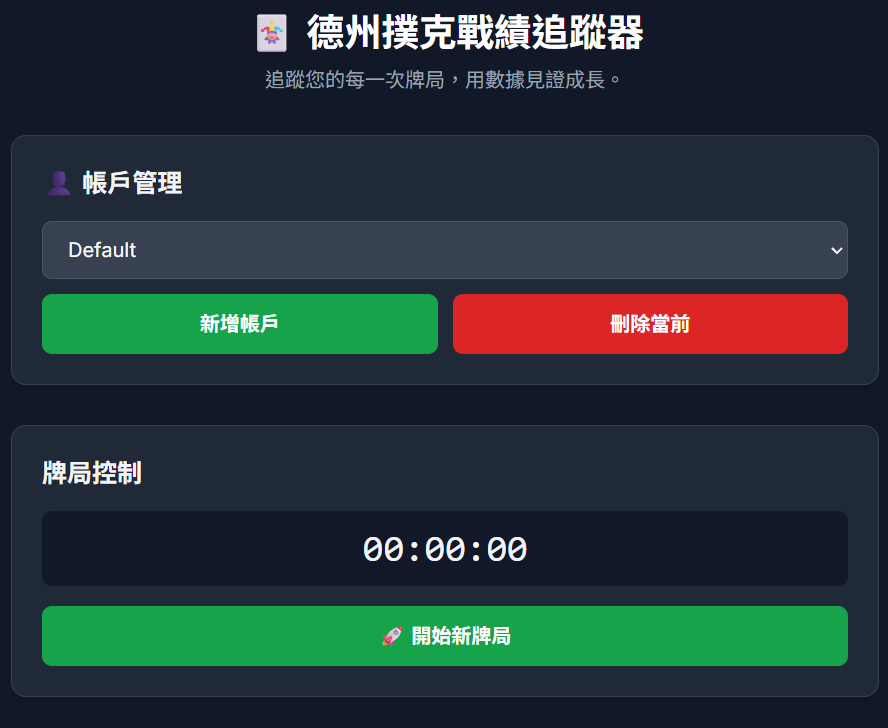 🃏 德州撲克戰績追蹤器
追蹤您的每一次牌局，用數據見證成長。
👤 帳戶管理
Default
新增帳戶
刪除當前
牌局控制
00:00:00
🚀 開始新牌局